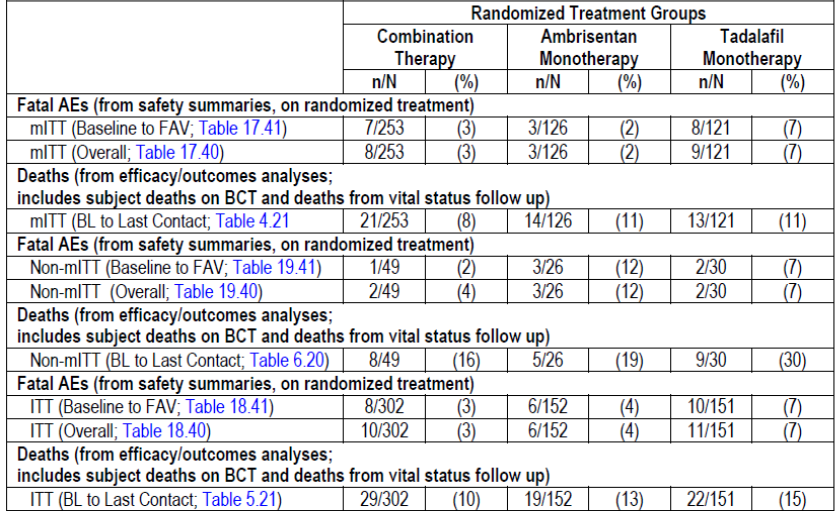 Randomized Treatment Groups
Combination Therapy Ambrisentan Monotherapy Tadalafil Monotherapy
n/N (%) n/N (%) n/N (%)
Fatal AEs (from safety summaries, on randomized treatment)
mITT (Baseline to FAV; Table 17.41) 7/253 (3) 3/126 (2) 8/121 (7)
mITT (Overall; Table 17.40) 8/253 (3) 3/126 (2) 9/121 (7)
Deaths (from efficacy/outcomes analyses;
includes subject deaths on BCT and deaths from vital status follow up)
mITT (BL to Last Contact; Table 4.21 21/253 (8) 14/126 (11) 13/121 (11)
Fatal AEs (from safety summaries, on randomized treatment)
Non-mITT (Baseline to FAV; Table 19.41) 1/49 (2) 3/26 (12) 2/30 (7)
Non-mITT (Overall; Table 19.40) 2/49 (4) 3/26 (12) 2/30 (7)
Deaths (from efficacy/outcomes analyses;
includes subject deaths on BCT and deaths from vital status follow up)
Non-mITT (BL to Last Contact; Table 6.20) 8/49 (16) 5/26 (19) 9/30 (30)
Fatal AEs (from safety summaries, on randomized treatment)
ITT (Baseline to FAV; Table 18.41) 8/302 (3) 6/152 (4) 10/151 (7)
ITT (Overall; Table 18.40) 10/302 (3) 6/152 (4) 11/151 (7)
Deaths (from efficacy/outcomes analyses;
includes subject deaths on BCT and deaths from vital status follow up)
ITT (BL to Last Contact; Table 5.21) 29/302 (10) 19/152 (13) 22/151 (15)